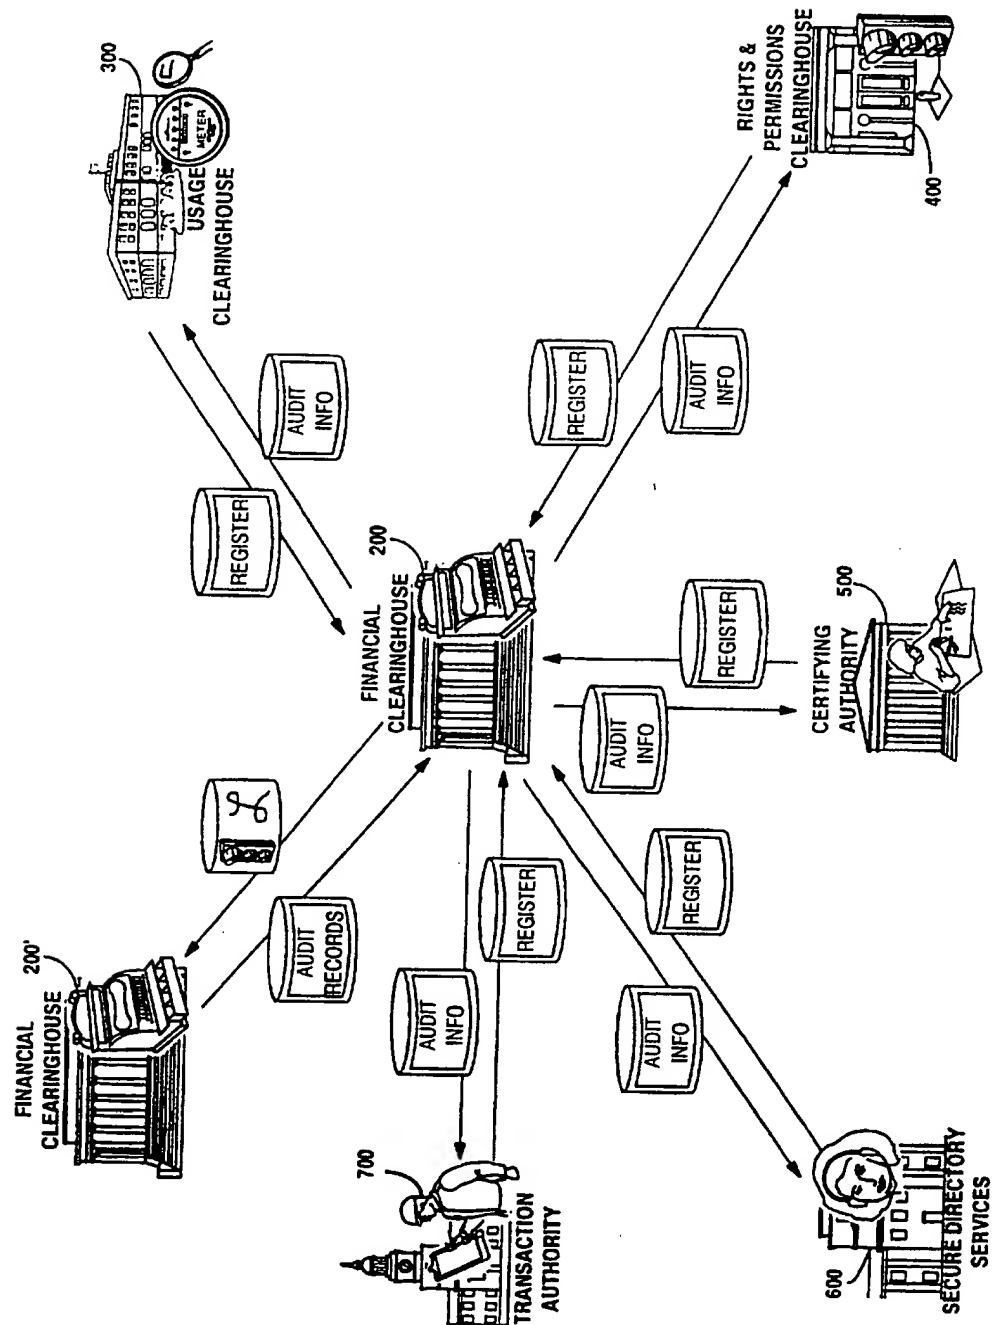 FINANCIAL
CLEARINGHOUSE
200'
300
METER
USAGE
CLEARINGHOUSE
REGISTER
AUDIT
INFO
AUDIT
RECORDS
FINANCIAL
CLEARINGHOUSE
200
700
TRANSACTION
AUTHORITY
AUDIT
INFO
REGISTER
REGISTER
AUDIT
INFO
AUDIT
INFO
REGISTER
AUDIT
INFO
REGISTER
RIGHTS &
PERMISSIONS
CLEARINGHOUSE
400
600
SECURE DIRECTORY
SERVICES
CERTIFYING
AUTHORITY
500